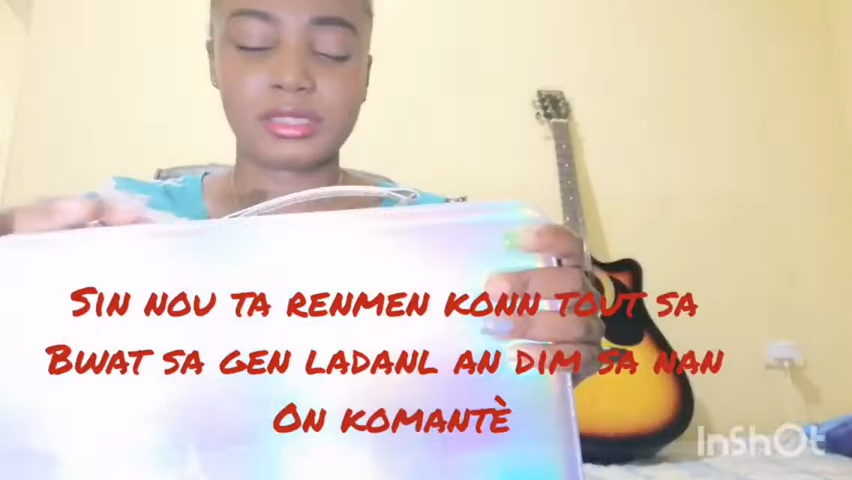 Sin nou ta renmen konn tout sa
Bwat sa gen ladanl an dim sa nan
On komantè
InShOt